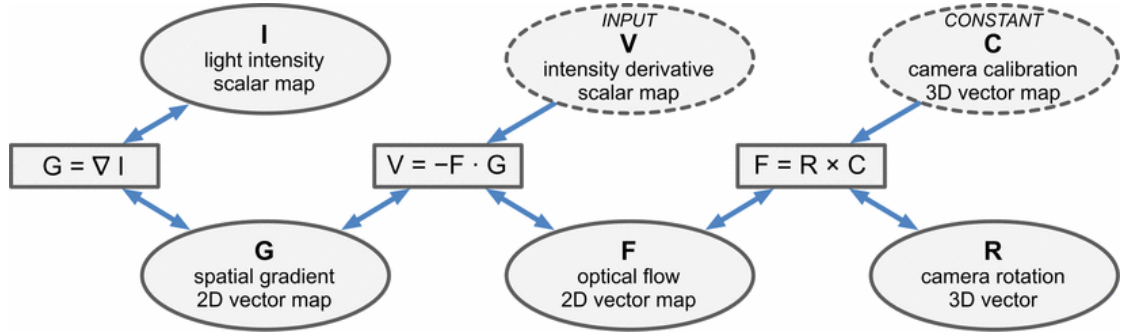 I
light intensity
scalar map
INPUT
V
intensity derivative
scalar map
CONSTANT
C
camera calibration
3D vector map
G = ∇ I
V = −F · G
F = R × C
G
spatial gradient
2D vector map
F
optical flow
2D vector map
R
camera rotation
3D vector